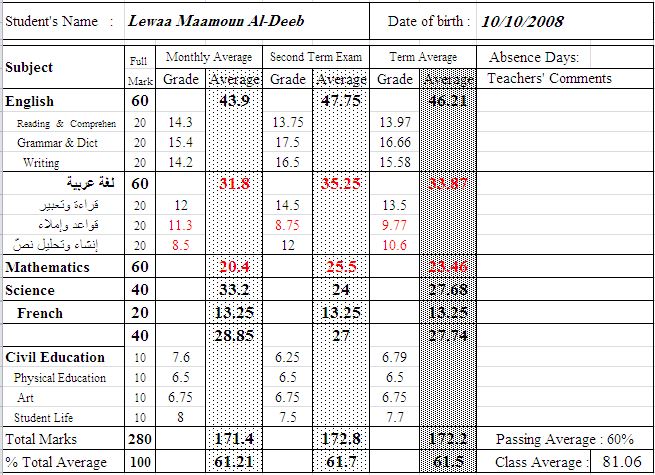 Student's Name : Lewaa Maamoun Al-Deeb Date of birth : 10/10/2008
Subject Full Mark Monthly Average Second Term Exam Term Average Absence Days:
Grade Average Grade Average Grade Average Teachers' Comments
English 60 43.9 47.75 46.21
Reading & Comprehen 20 14.3 13.75 13.97
Grammar & Dict 20 15.4 17.5 16.66
Writing 20 14.2 16.5 15.58
لغة عربية 60 31.8 35.25 33.87
قراءة وتعبير 20 12 14.5 13.5
قواعد وإملاء 20 11.3 8.75 9.77
إنشاء وتحليل نصّ 20 8.5 12 10.6
Mathematics 60 20.4 25.5 23.46
Science 40 33.2 24 27.68
French 20 13.25 13.25 13.25
40 28.85 27 27.74
Civil Education 10 7.6 6.25 6.79
Physical Education 10 6.5 6.5 6.5
Art 10 6.75 6.75 6.75
Student Life 10 8 7.5 7.7
Total Marks 280 171.4 172.8 172.2 Passing Average : 60%
% Total Average 100 61.21 61.7 61.5 Class Average : 81.06